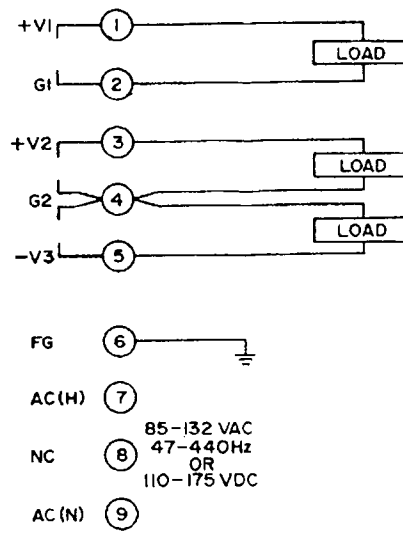 +V1 1
LOAD
G1 2
+V2 3
LOAD
G2 4
LOAD
-V3 5
FG 6
AC(H) 7
85-132 VAC
NC 8 47-440Hz
OR
110-175 VDC
AC(N) 9